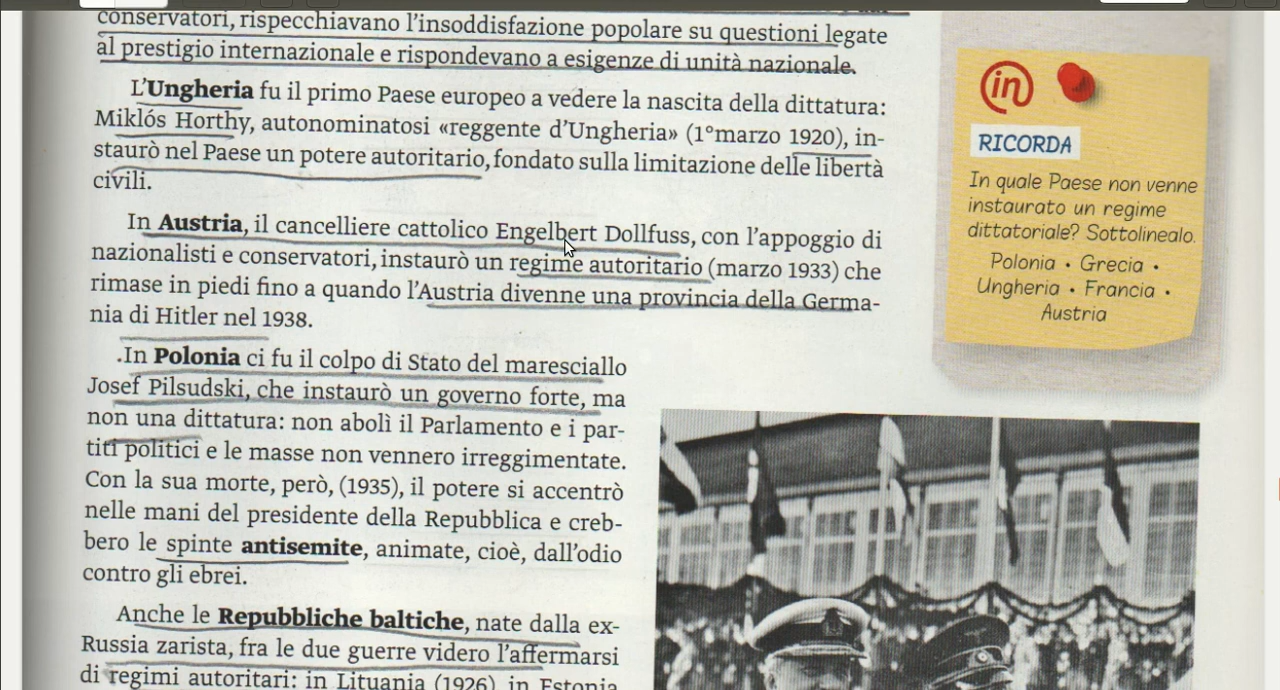 conservatori, rispecchiavano l'insoddisfazione popolare su questioni legate
al prestigio internazionale e rispondevano a esigenze di unità nazionale.
L'Ungheria fu il primo Paese europeo a vedere la nascita della dittatura:
Miklós Horthy, autonominatosi «reggente d'Ungheria» (1°marzo 1920), in-
staurò nel Paese un potere autoritario, fondato sulla limitazione delle libertà
civili.
In Austria, il cancelliere cattolico Engelbert Dollfuss, con l'appoggio di
nazionalisti e conservatori, instaurò un regime autoritario (marzo 1933) che
rimase in piedi fino a quando l'Austria divenne una provincia della Germa-
nia di Hitler nel 1938.
.In Polonia ci fu il colpo di Stato del maresciallo
Josef Pilsudski, che instaurò un governo forte, ma
non una dittatura: non abolì il Parlamento e i par-
titi politici e le masse non vennero irreggimentate.
Con la sua morte, però, (1935), il potere si accentrò
nelle mani del presidente della Repubblica e creb-
bero le spinte antisemite, animate, cioè, dall'odio
contro gli ebrei.
Anche le Repubbliche baltiche, nate dalla ex-
Russia zarista, fra le due guerre videro l'affermarsi
di regimi autoritari: in Lituania (1926), in Estonia
in
RICORDA
In quale Paese non venne
instaurato un regime
dittatoriale? Sottolinealo.
Polonia • Grecia •
Ungheria • Francia •
Austria